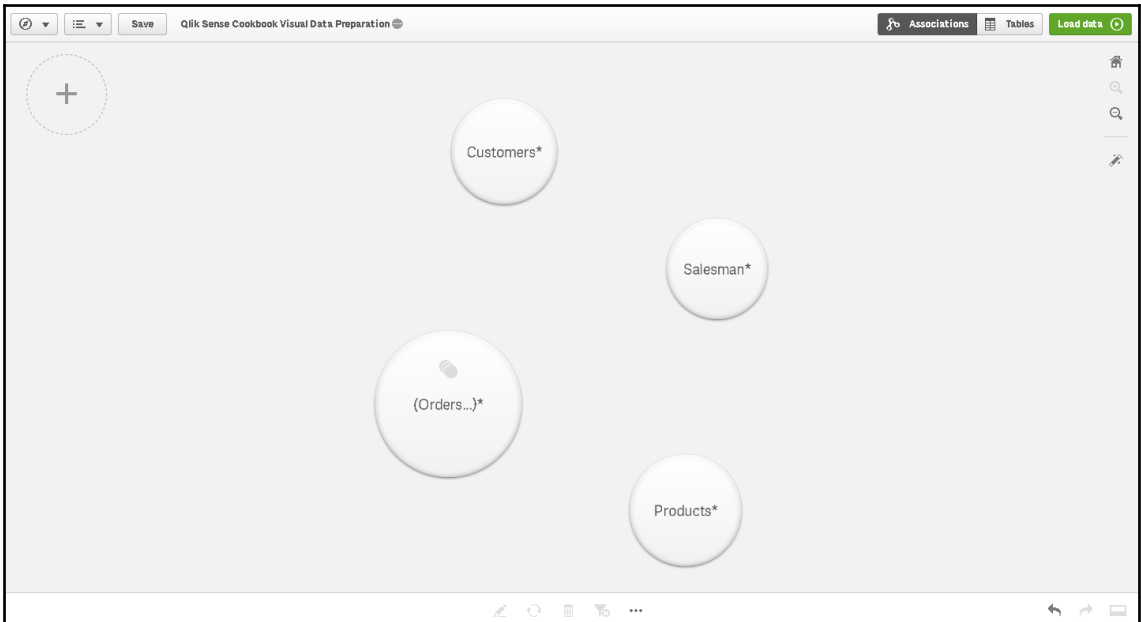 Save
Qlik Sense Cookbook Visual Data Preparation
Associations
Tables
Load data
Customers*
Salesman*
(Orders...)*
Products*